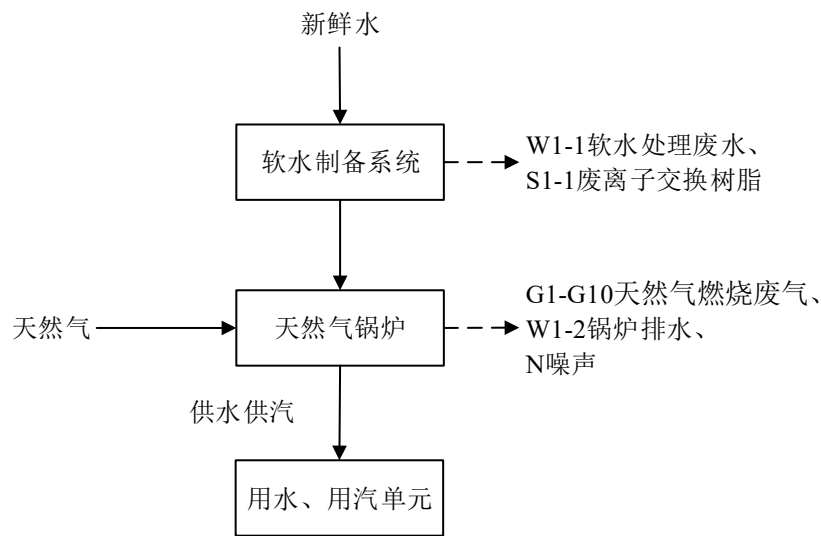 新鲜水
软水制备系统
W1-1软水处理废水、
S1-1废离子交换树脂
天然气
天然气锅炉
G1-G10天然气燃烧废气、
W1-2锅炉排水、
N噪声
供水供汽
用水、用汽单元